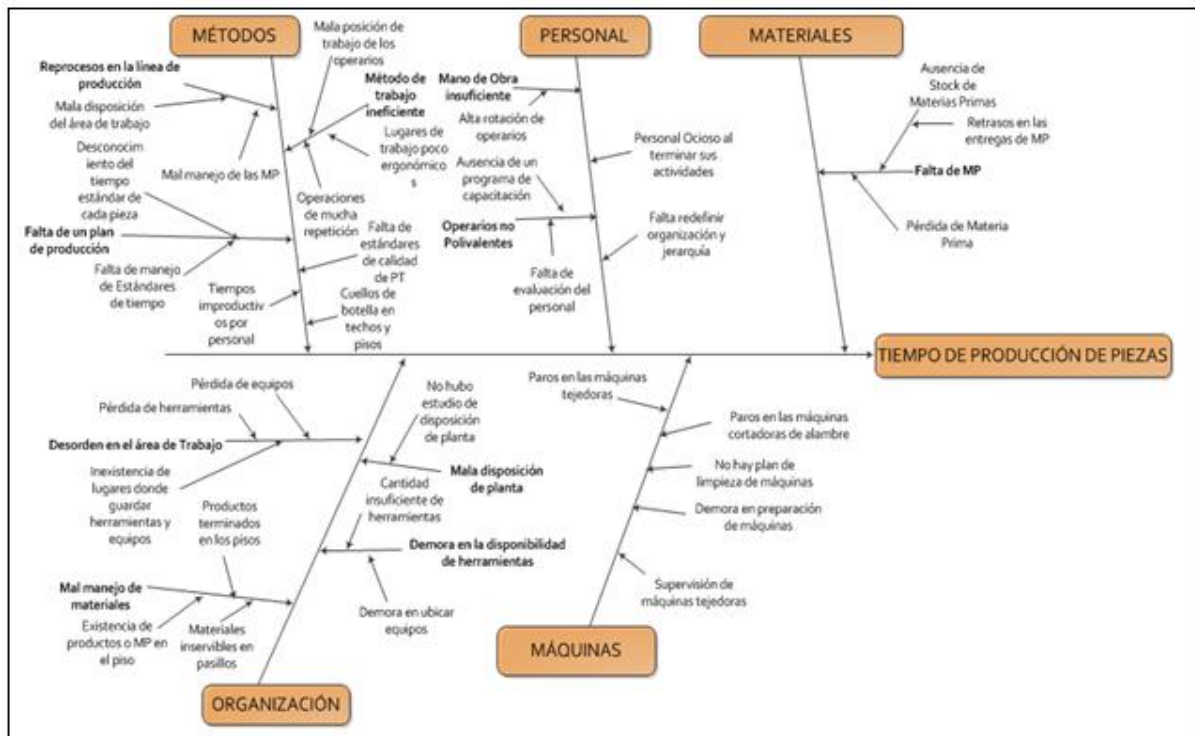 MÉTODOS
PERSONAL
MATERIALES
Reprocesos en la línea de
producción
Mala disposición
del área de trabajo
Mal manejo de las MP
Mala posición de
trabajo de los
operarios
Método de
trabajo
ineficiente
Lugares de
trabajo poco
ergonómico
s
Operaciones
de mucha
repetición
Desconocim
iento del
tiempo
estándar de
cada pieza
Falta de un plan
de producción
Falta de manejo
de Estándares
de tiempo
Falta de
estándares
de calidad
de PT
Tiempos
improductiv
os por
personal
Cuellos de
botella en
techos y
pisos
Mano de Obra
insuficiente
Alta rotación de
operarios
Personal Ocioso al
terminar sus
actividades
Ausencia de un
programa de
capacitación
Operarios no
Polivalentes
Falta de
evaluación del
personal
Falta redefinir
organización y
jerarquía
Ausencia de
Stock de
Materias Primas
Retrasos en las
entregas de MP
Falta de MP
Pérdida de Materia
Prima
TIEMPO DE PRODUCCIÓN DE PIEZAS
Pérdida de equipos
Pérdida de herramientas
Desorden en el área de Trabajo
Inexistencia de
lugares donde
guardar
herramientas y
equipos
No hubo
estudio de
disposición
de planta
Mala disposición
de planta
Cantidad
insuficiente de
herramientas
Demora en la disponibilidad
de herramientas
Demora en ubicar
equipos
Productos
terminados
en los pisos
Mal manejo de
materiales
Existencia de
productos o MP en
el piso
Materiales
inservibles en
pasillos
ORGANIZACIÓN
Paros en las máquinas
tejedoras
Paros en las máquinas
cortadoras de alambre
No hay plan de
limpieza de máquinas
Demora en preparación
de máquinas
Supervisión de
máquinas tejedoras
MÁQUINAS